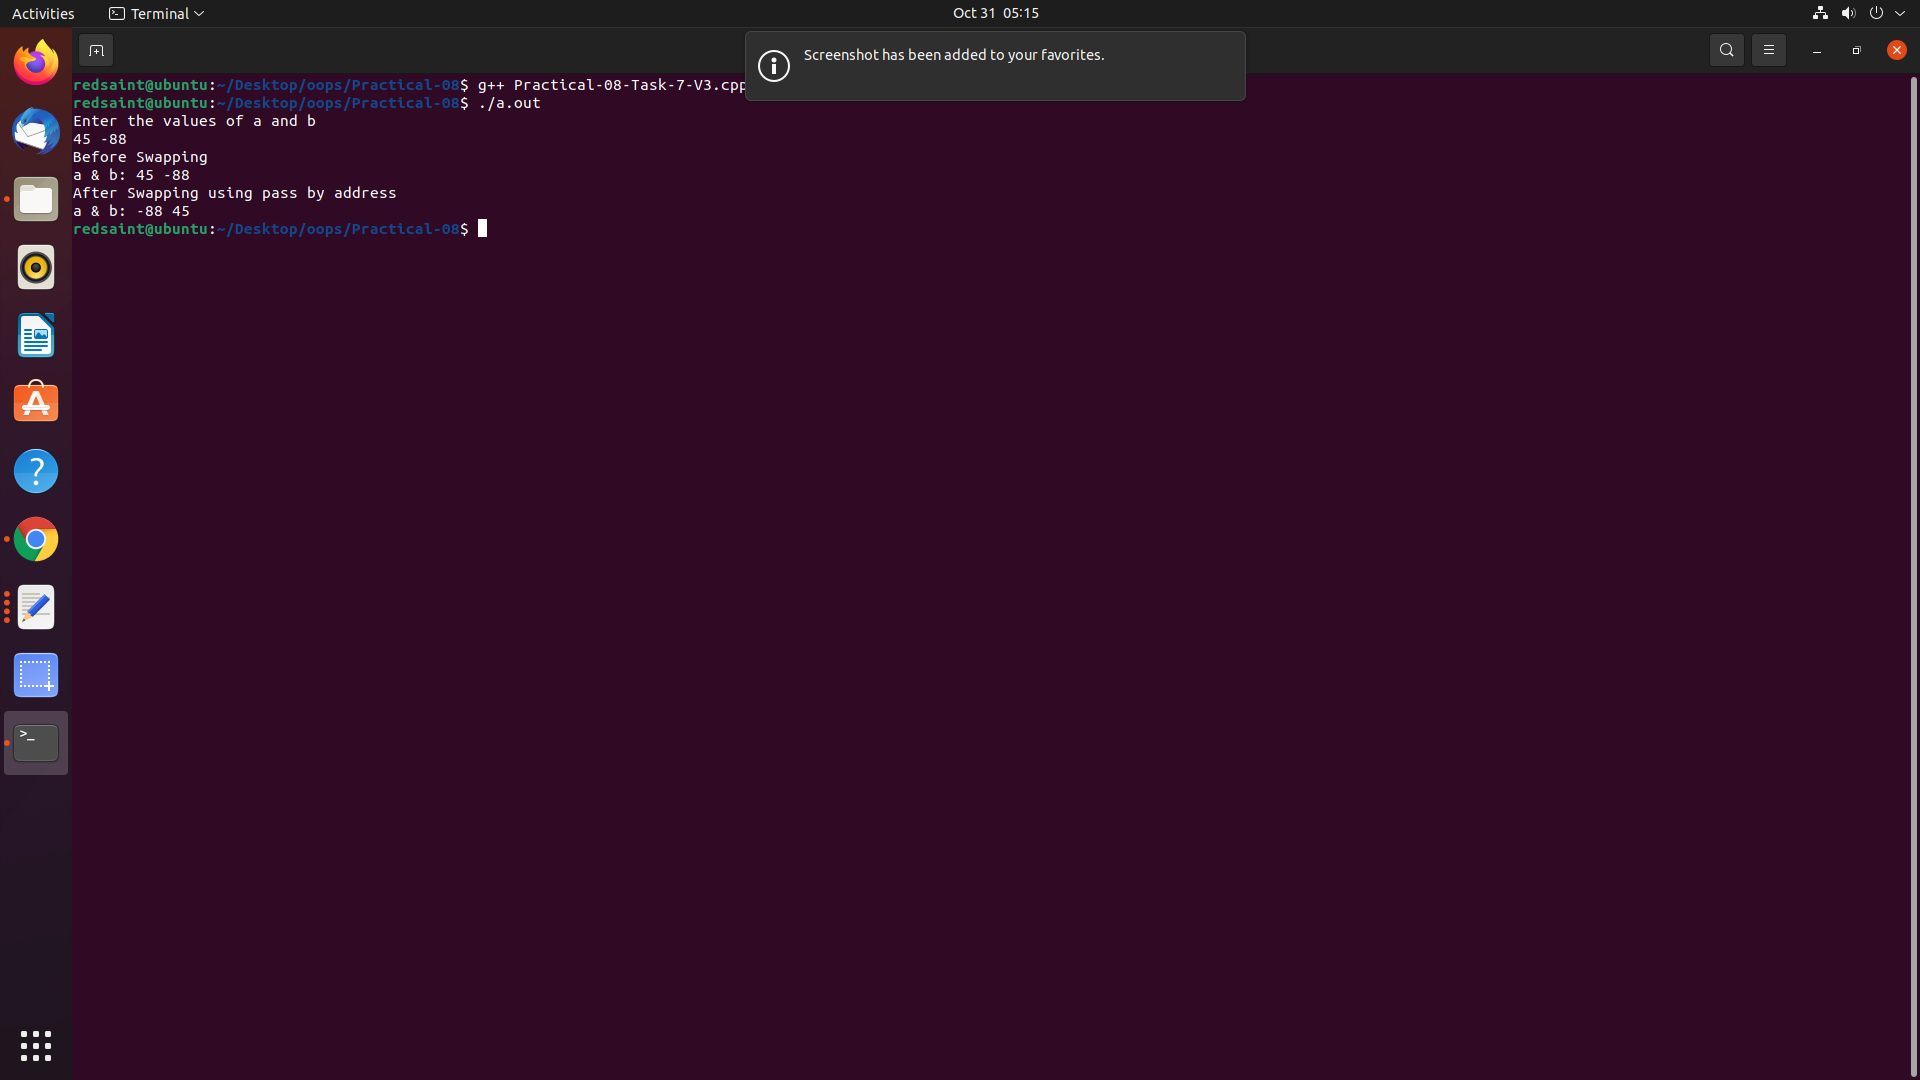 Activities Terminal Oct 31 05:15
Screenshot has been added to your favorites.
redsaint@ubuntu:~/Desktop/oops/Practical-08$ g++ Practical-08-Task-7-V3.cpp
redsaint@ubuntu:~/Desktop/oops/Practical-08$ ./a.out
Enter the values of a and b
45 -88
Before Swapping
a & b: 45 -88
After Swapping using pass by address
a & b: -88 45
redsaint@ubuntu:~/Desktop/oops/Practical-08$